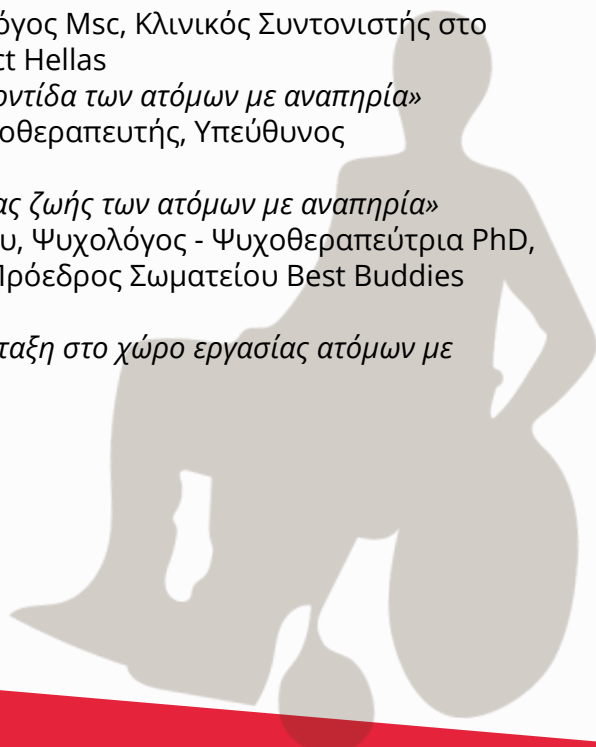 όγος Msc, Κλινικός Συντονιστής στο
ct Hellas
οντίδα των ατόμων με αναπηρία»
οθεραπευτής, Υπεύθυνος
ας ζωής των ατόμων με αναπηρία»
υ, Ψυχολόγος - Ψυχοθεραπεύτρια PhD,
Πρόεδρος Σωματείου Best Buddies
ταξη στο χώρο εργασίας ατόμων με